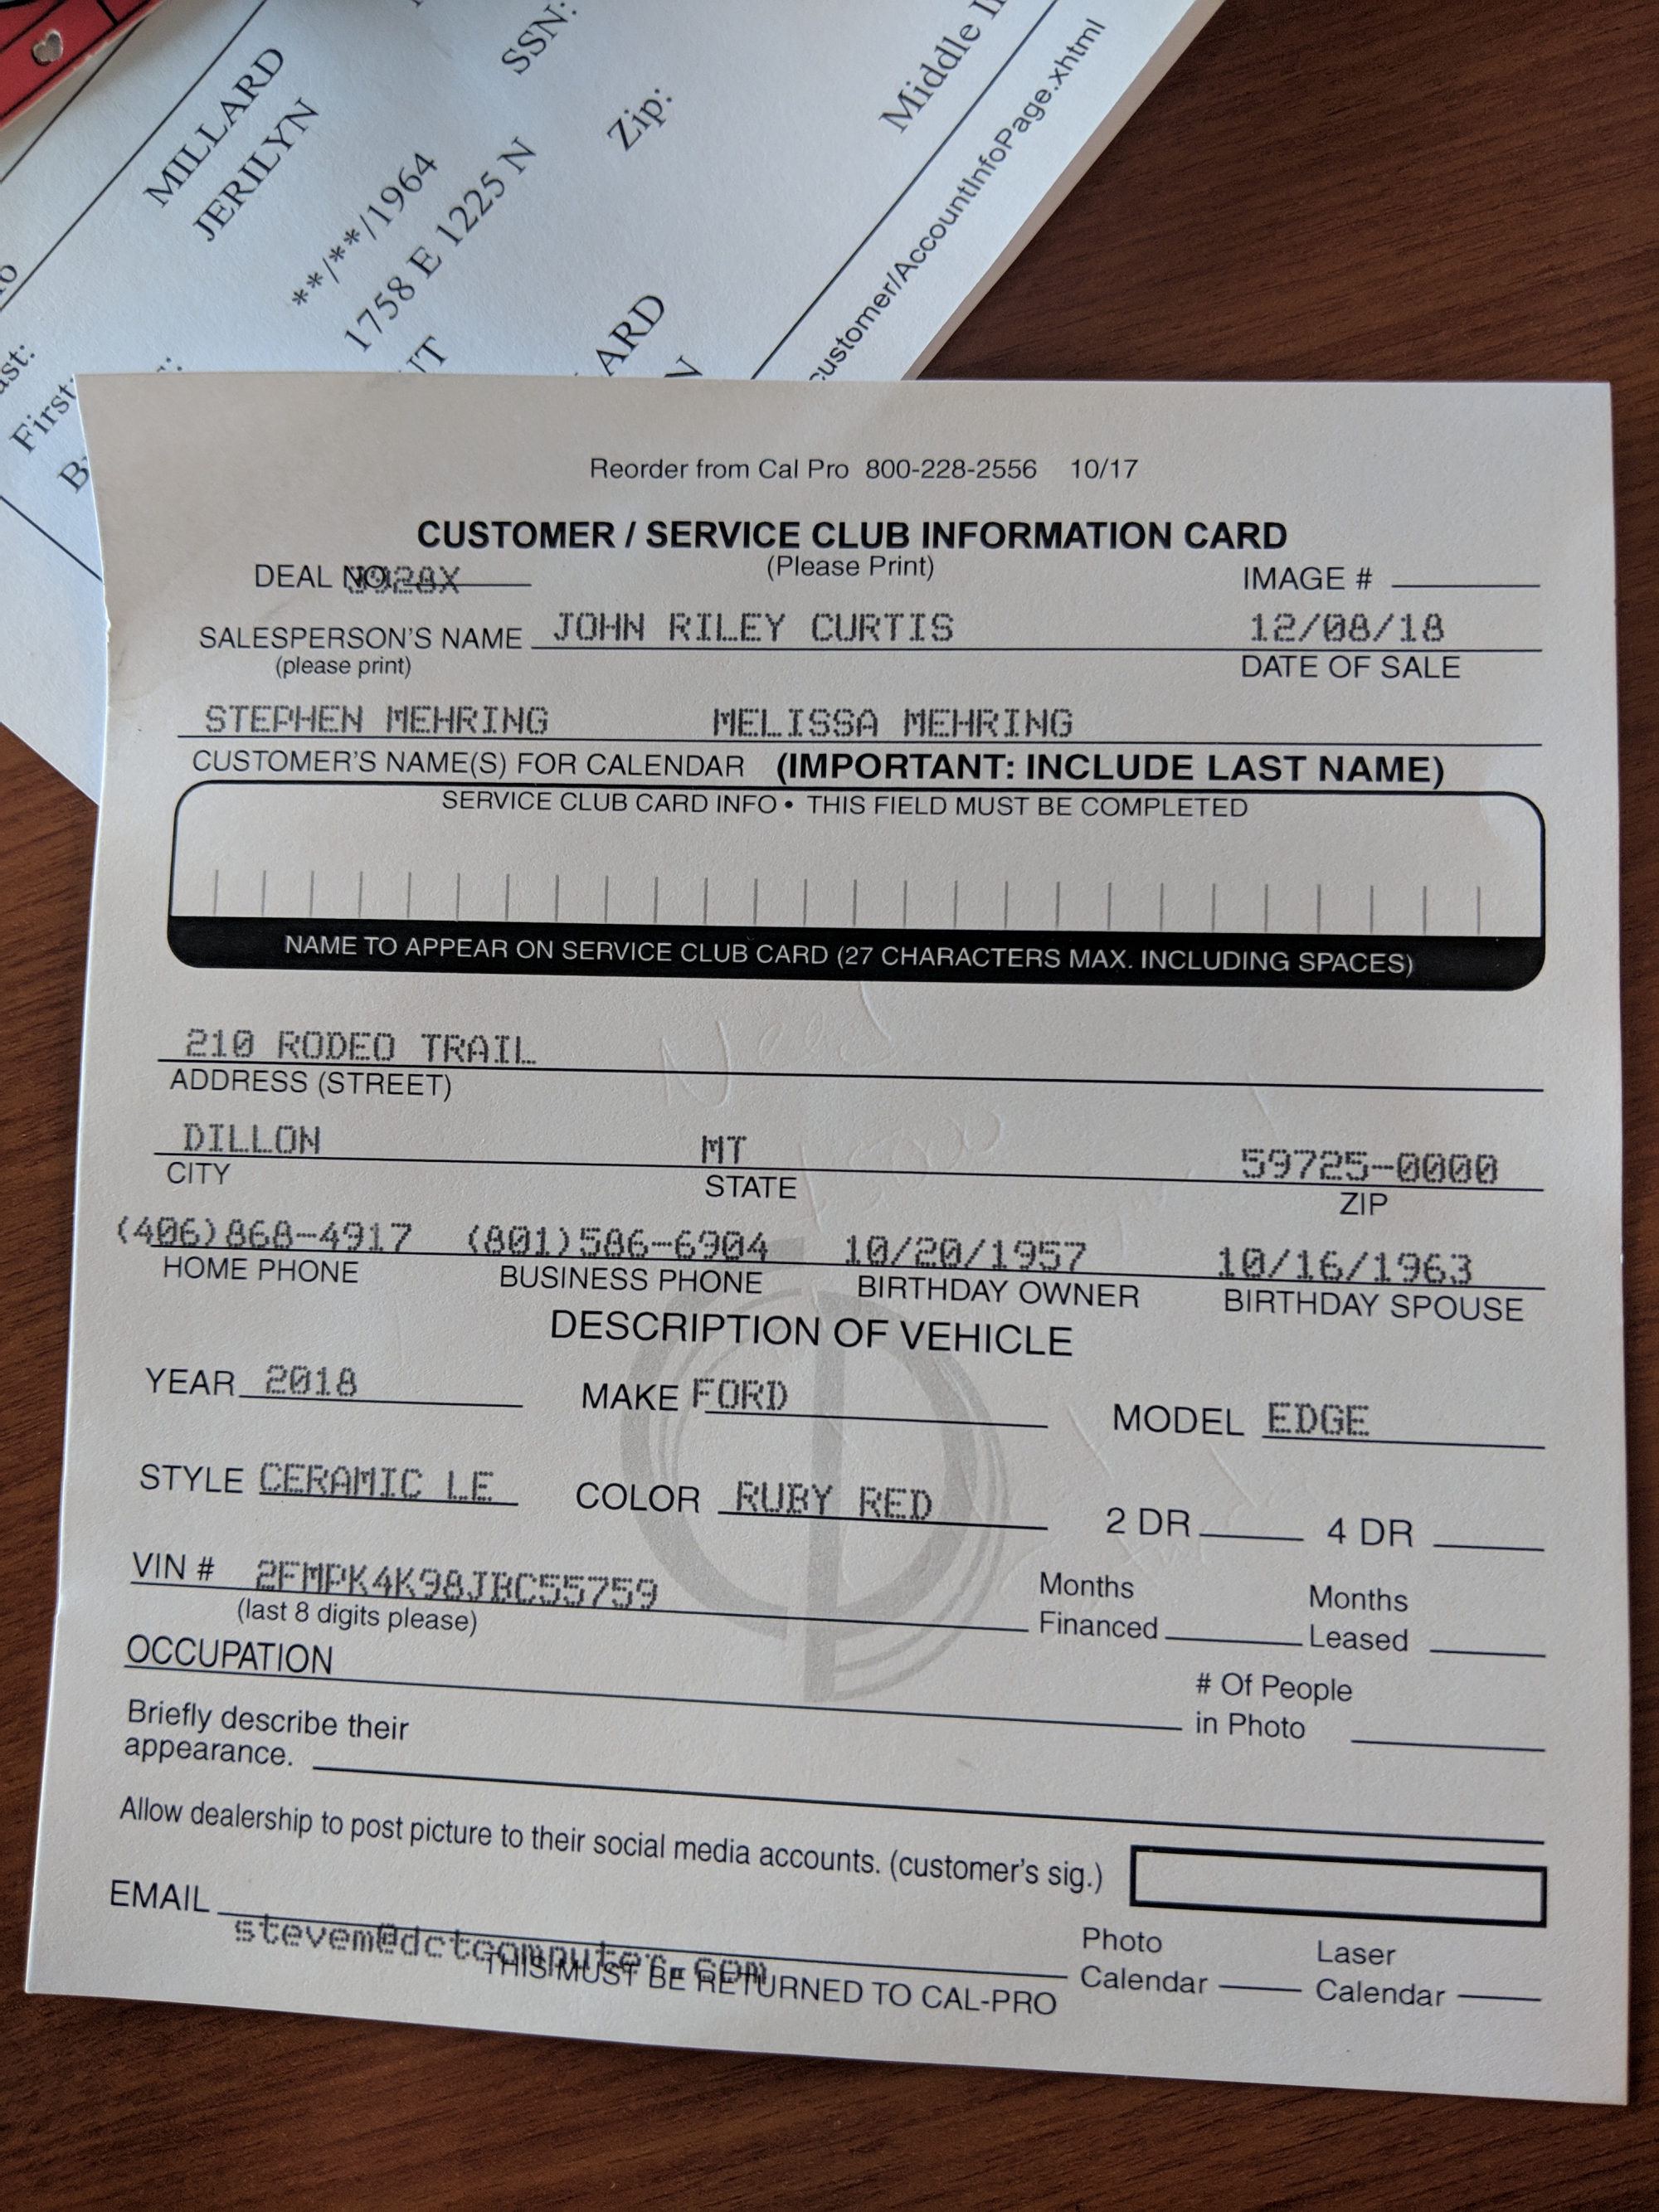 MILLARD
JERILYN
SSN:
**/**/1964
1758 E 1225 N
Zip:
Middle
First:
UT
ARD
N
customer/AccountInfoPage.xhtml
Reorder from Cal Pro 800-228-2556 10/17
CUSTOMER / SERVICE CLUB INFORMATION CARD
(Please Print)
DEAL NO. IMAGE #
SALESPERSON'S NAME JOHN RILEY CURTIS 12/08/18
(please print) DATE OF SALE
STEPHEN MEHRING MELISSA MEHRING
CUSTOMER'S NAME(S) FOR CALENDAR (IMPORTANT: INCLUDE LAST NAME)
SERVICE CLUB CARD INFO • THIS FIELD MUST BE COMPLETED
NAME TO APPEAR ON SERVICE CLUB CARD (27 CHARACTERS MAX. INCLUDING SPACES)
210 RODEO TRAIL
ADDRESS (STREET)
DILLON MT 59725-0000
CITY STATE ZIP
(406)868-4917 (801)586-6904 10/20/1957 10/16/1963
HOME PHONE BUSINESS PHONE BIRTHDAY OWNER BIRTHDAY SPOUSE
DESCRIPTION OF VEHICLE
YEAR 2018 MAKE FORD MODEL EDGE
STYLE CERAMIC LE COLOR RUBY RED 2 DR 4 DR
VIN # 2FMPK4K98JBC55759 Months Months
(last 8 digits please) Financed Leased
OCCUPATION # Of People
in Photo
Briefly describe their
appearance.
Allow dealership to post picture to their social media accounts. (customer's sig.)
EMAIL stevem@dctcomputer.com Photo Laser
THIS MUST BE RETURNED TO CAL-PRO Calendar Calendar